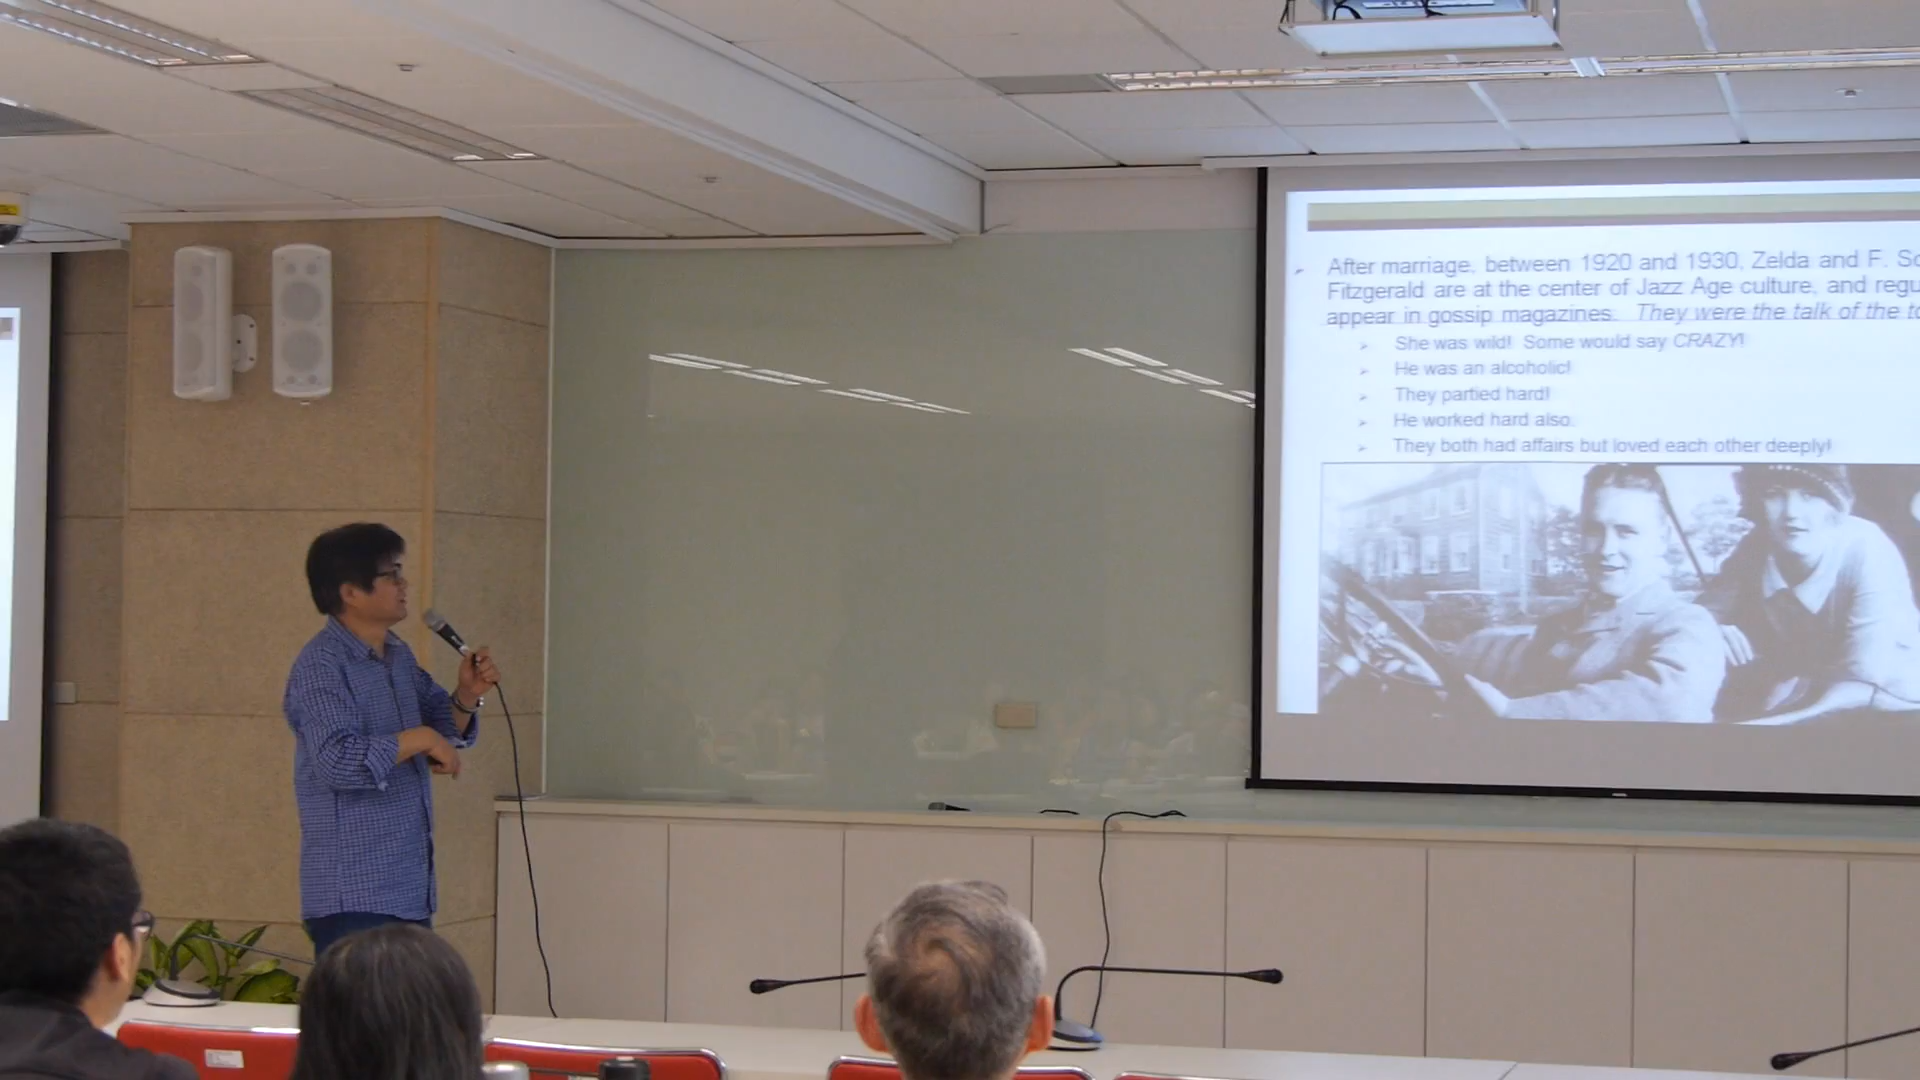 After marriage, between 1920 and 1930, Zelda and F. Sc
Fitzgerald are at the center of Jazz Age culture, and regu
appear in gossip magazines. They were the talk of the to
She was wild! Some would say CRAZY!
He was an alcoholic!
They partied hard!
He worked hard also.
They both had affairs but loved each other deeply!